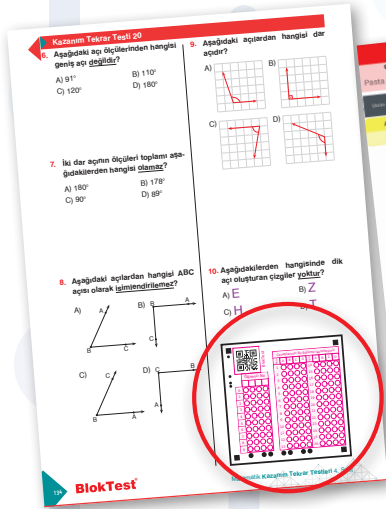 Kazanım Tekrar Testi 20
6. Aşağıdaki açı ölçülerinden hangisi
geniş açı değildir?
A) 91°
B) 110°
C) 120°
D) 180°
7. İki dar açının ölçüleri toplamı aşa-
ğıdakilerden hangisi olamaz?
A) 180°
B) 178°
C) 90°
D) 89°
8. Aşağıdaki açılardan hangisi ABC
açısı olarak isimlendirilemez?
A)
A
B
C
B)
B
A
C
C)
C
B
A
D)
C
B
A
9. Aşağıdaki açılardan hangisi dar
açıdır?
A)
B)
C)
D)
10. Aşağıdakilerden hangisinde dik
açı oluşturan çizgiler yoktur?
A) E
B) Z
C) H
T
134
BlokTest
Matematik Kazanım Tekrar Testleri 4.
Pasta